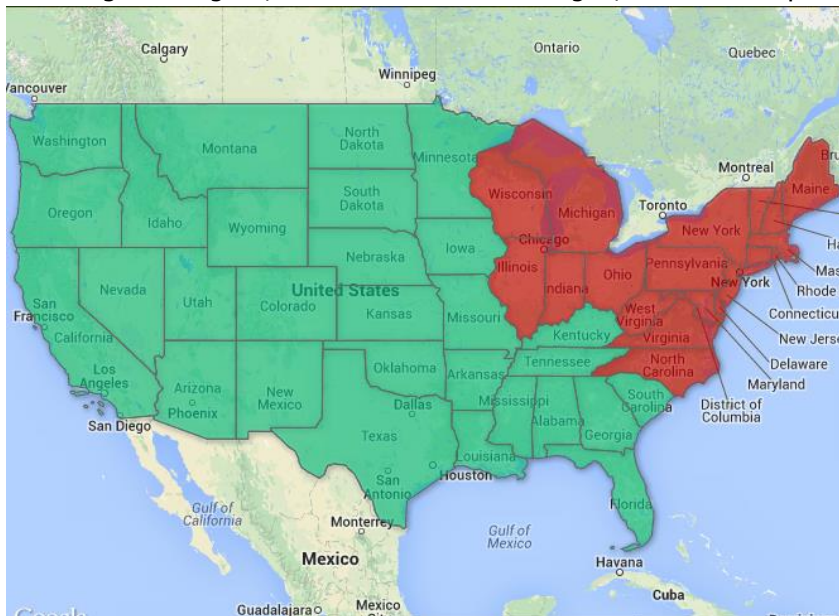 Calgary
Ontario
Quebec
Winnipeg
Vancouver
Washington
Montana
North
Dakota
Minnesota
Montreal
Maine
Oregon
Idaho
South
Dakota
Wisconsin
Michigan
Toronto
New York
Wyoming
Iowa
Chicago
Nebraska
Illinois
Indiana
Ohio
Pennsylvania
New York
Rhode
Connecticu
Nevada
Utah
Colorado
United States
Kansas
Missouri
West
Virginia
Virginia
Kentucky
New Jerse
Delaware
Maryland
District of
Columbia
San
Francisco
California
Los
Angeles
San Diego
Arizona
Phoenix
New
Mexico
Oklahoma
Arkansas
Tennessee
North
Carolina
South
Carolina
Mississippi
Alabama
Georgia
Dallas
Texas
Louisiana
San
Antonio
Houston
Florida
Gulf of
California
Monterrey
Gulf of
Mexico
Mexico
Havana
Cuba
Guadalajara
Mexico
Google